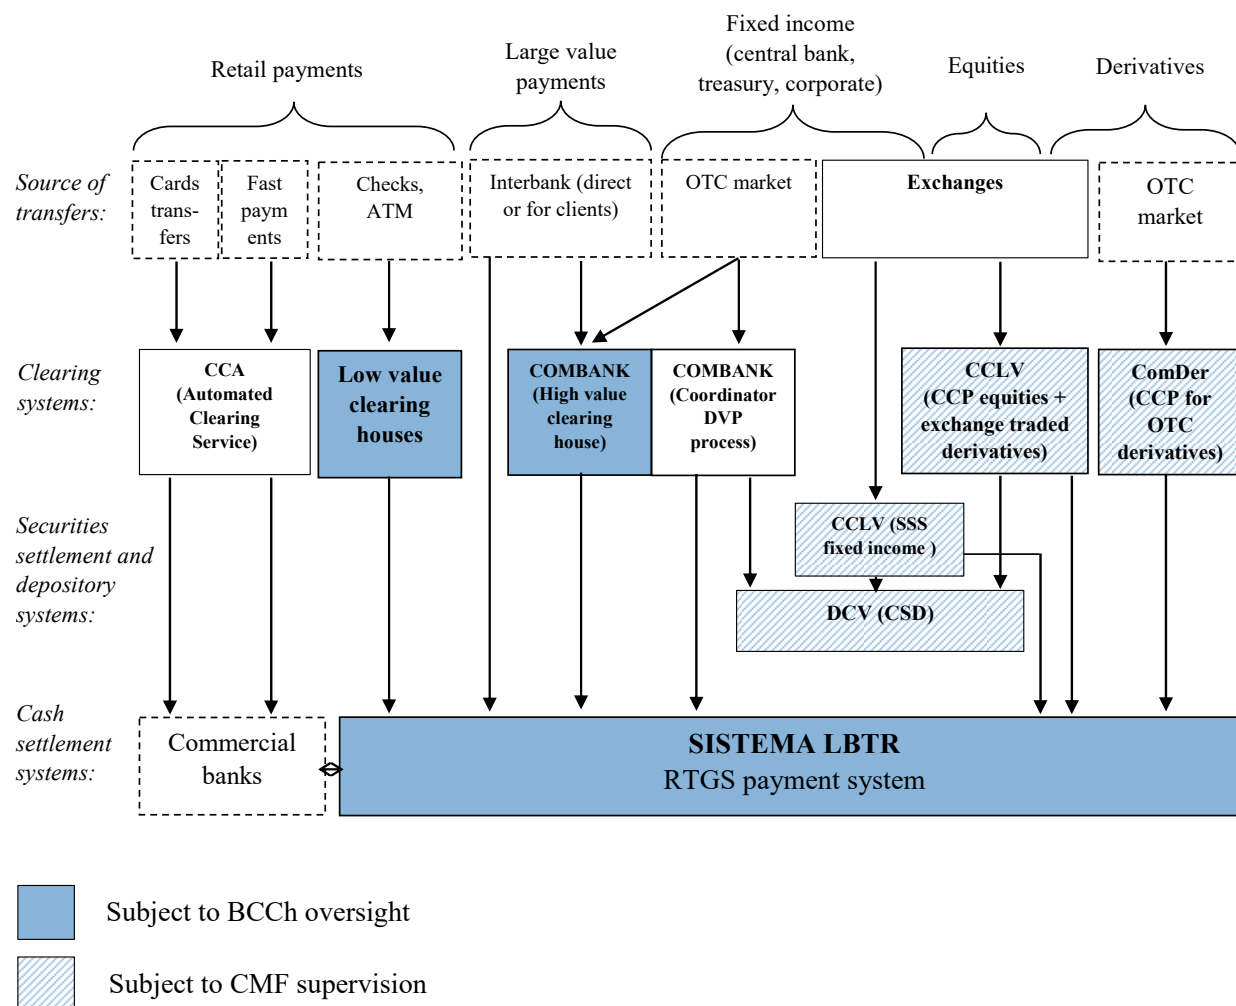 Retail payments
Large value
payments
Fixed income
(central bank,
treasury, corporate)
Equities
Derivatives
Source of
transfers:
Cards
trans-
fers
Fast
paym
ents
Checks,
ATM
Interbank (direct
or for clients)
OTC market
Exchanges
OTC
market
Clearing
systems:
CCA
(Automated
Clearing
Service)
Low value
clearing
houses
COMBANK
(High value
clearing
house)
COMBANK
(Coordinator
DVP
process)
CCLV
(CCP equities +
exchange traded
derivatives)
ComDer
(CCP for
OTC
derivatives)
Securities
settlement and
depository
systems:
CCLV (SSS
fixed income )
DCV (CSD)
Cash
settlement
systems:
Commercial
banks
SISTEMA LBTR
RTGS payment system
Subject to BCCh oversight
Subject to CMF supervision